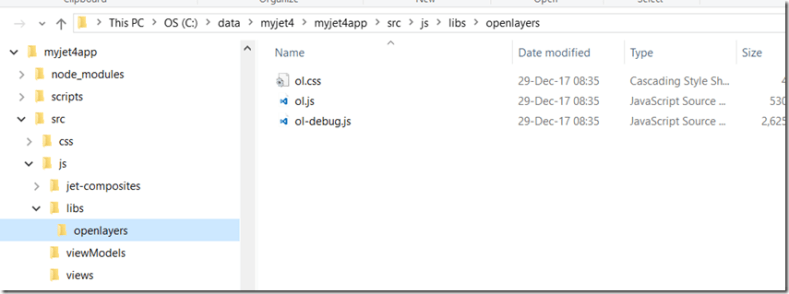 Clipboard Organize New Open Select
This PC > OS (C:) > data > myjet4 > myjet4app > src > js > libs > openlayers
myjet4app
node_modules
scripts
src
css
js
jet-composites
libs
openlayers
viewModels
views
Name Date modified Type Size
ol.css 29-Dec-17 08:35 Cascading Style Sh... 4
ol.js 29-Dec-17 08:35 JavaScript Source ... 530
ol-debug.js 29-Dec-17 08:35 JavaScript Source ... 2,625